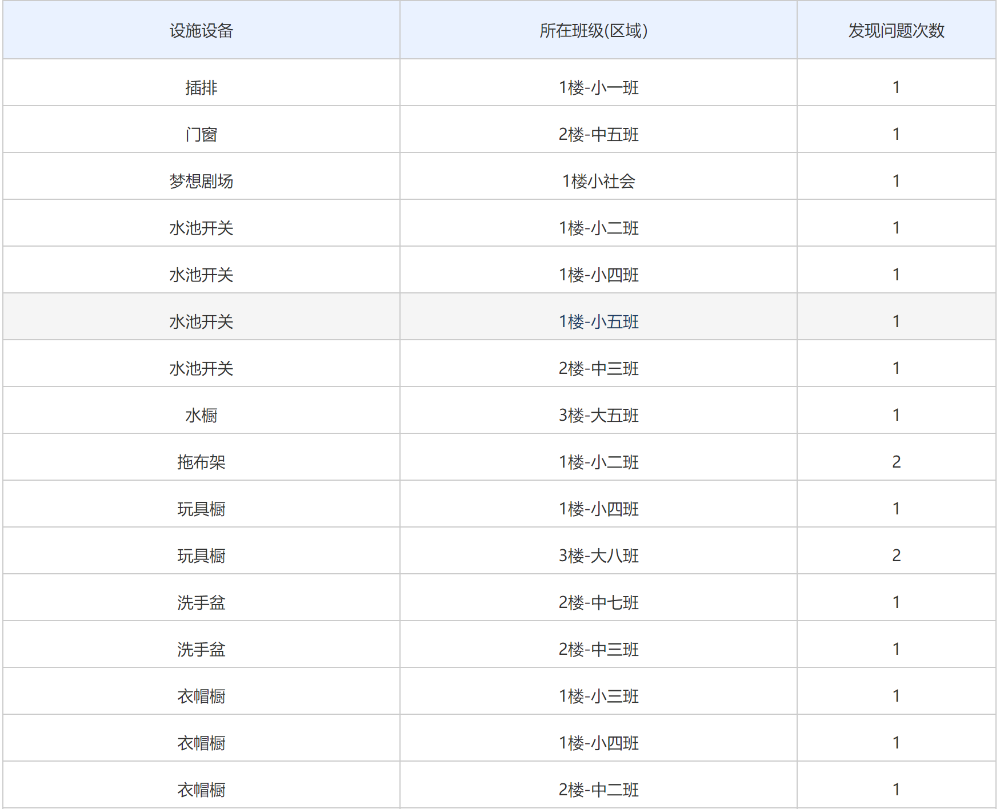 设施设备 所在班级(区域) 发现问题次数
插排 1楼-小一班 1
门窗 2楼-中五班 1
梦想剧场 1楼小社会 1
水池开关 1楼-小二班 1
水池开关 1楼-小四班 1
水池开关 1楼-小五班 1
水池开关 2楼-中三班 1
水橱 3楼-大五班 1
拖布架 1楼-小二班 2
玩具橱 1楼-小四班 1
玩具橱 3楼-大八班 2
洗手盆 2楼-中七班 1
洗手盆 2楼-中三班 1
衣帽橱 1楼-小三班 1
衣帽橱 1楼-小四班 1
衣帽橱 2楼-中二班 1